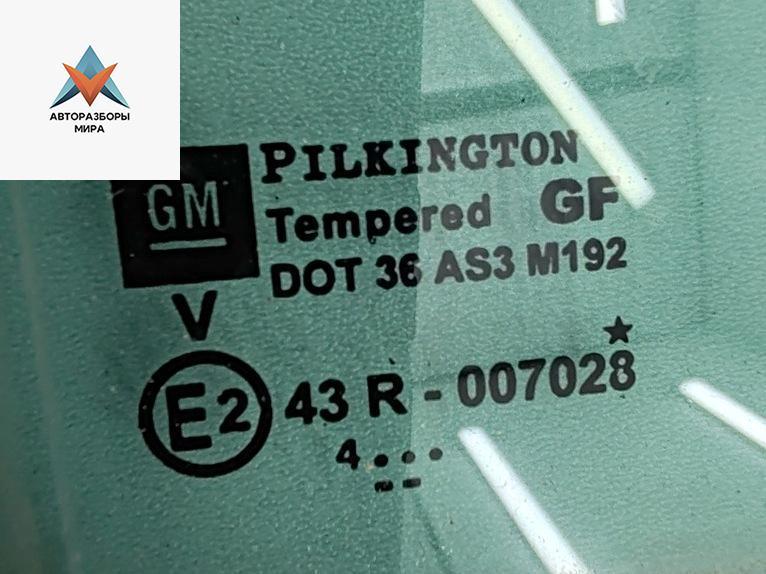 АВТОРАЗБОРЫ
МИРА
GM
PILKINGTON
Tempered GF
DOT 36 AS3 M192
V
E2 43 R - 007028
4...